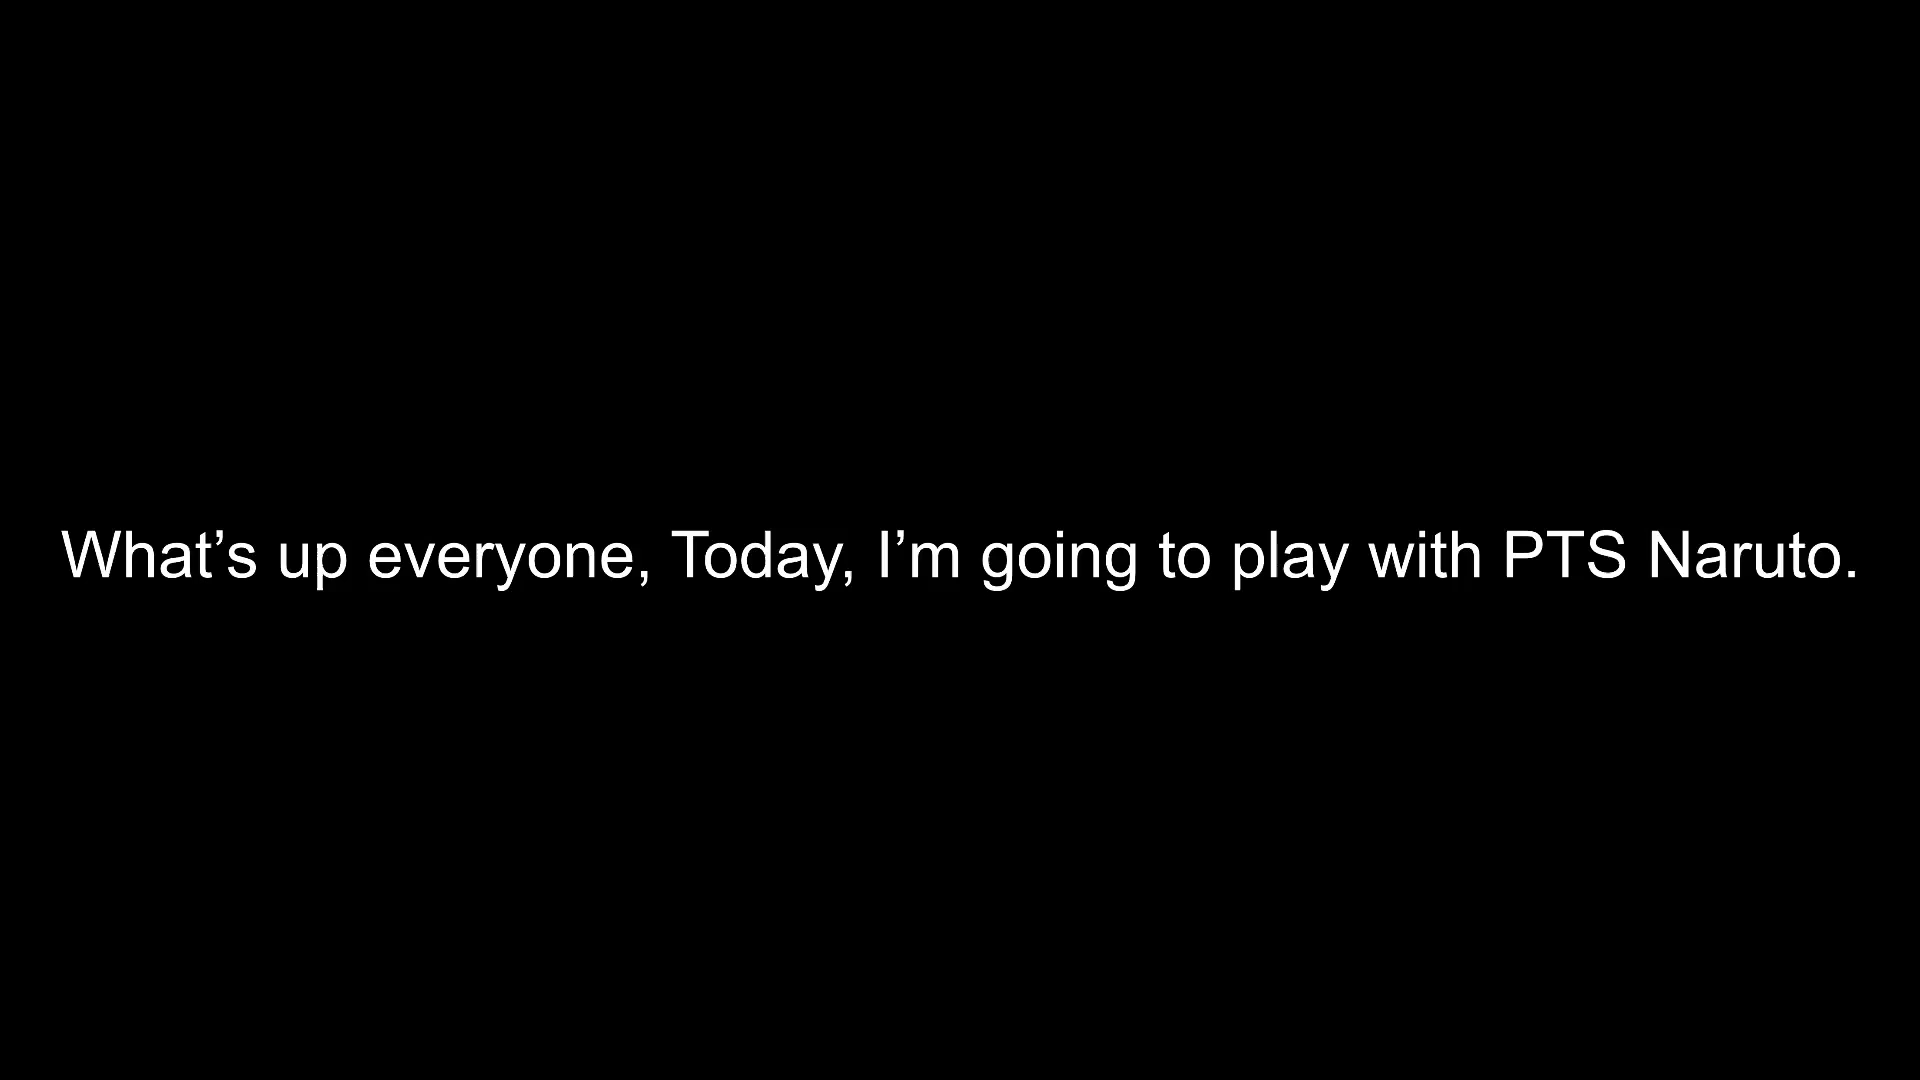 What’s up everyone, Today, I’m going to play with PTS Naruto.